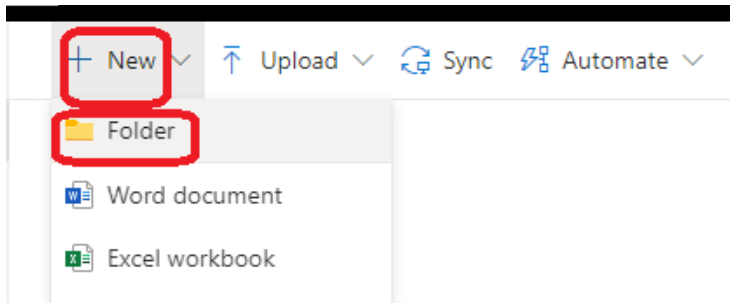 New Upload Sync Automate
Folder
Word document
Excel workbook